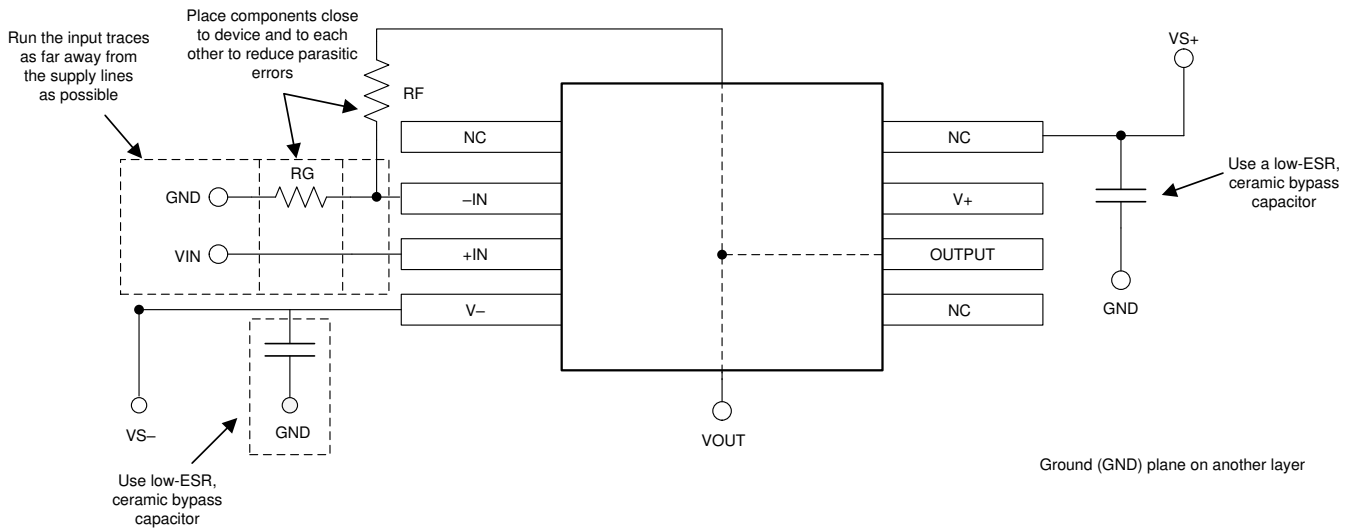 Place components close
to device and to each
other to reduce parasitic
errors
Run the input traces
as far away from
the supply lines
as possible
VS+
RF
NC
NC
Use a low-ESR,
ceramic bypass
capacitor
RG
GND
–IN
V+
VIN
+IN
OUTPUT
GND
V–
NC
VS–
GND
VOUT
Ground (GND) plane on another layer
Use low-ESR,
ceramic bypass
capacitor